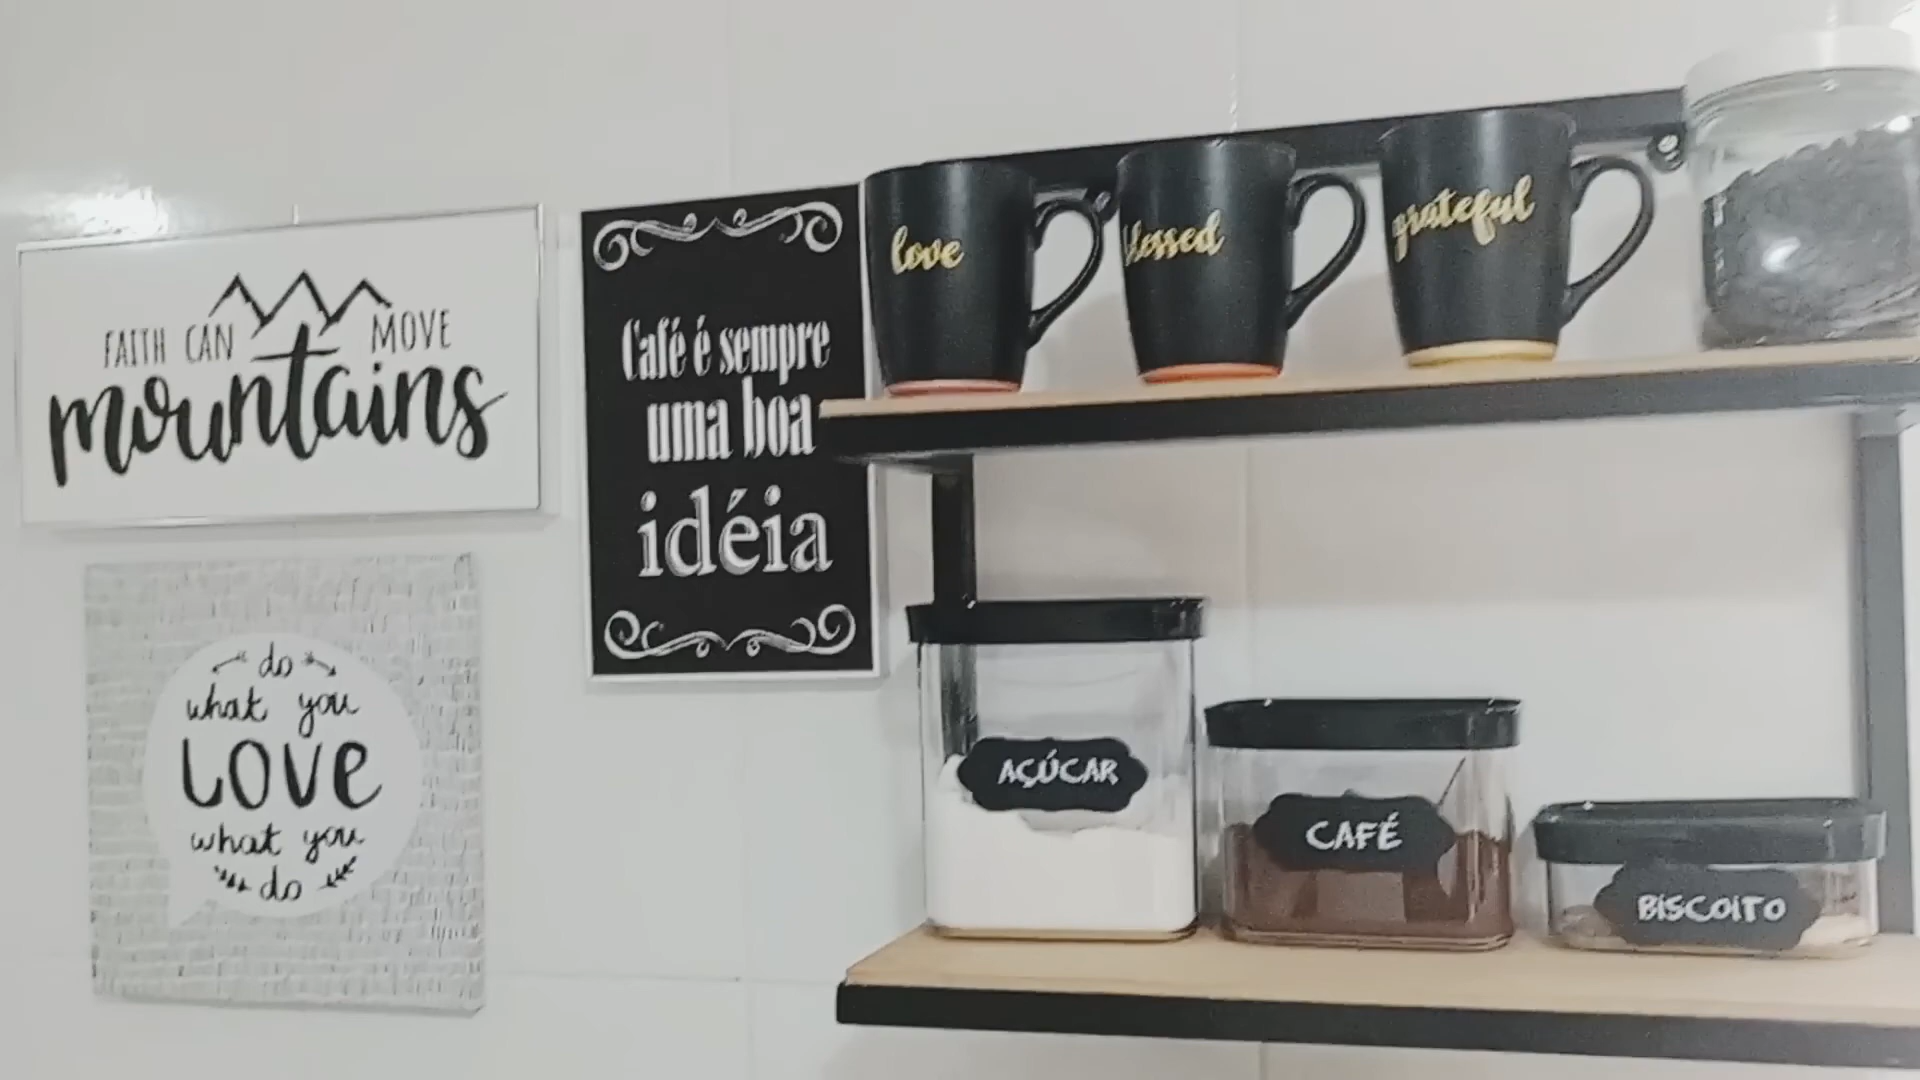 FAITH CAN MOVE
mountains
do
what you
LOVE
what you
do
Café é sempre
uma boa
idéia
love
blessed
grateful
AÇÚCAR
CAFÉ
BISCOITO